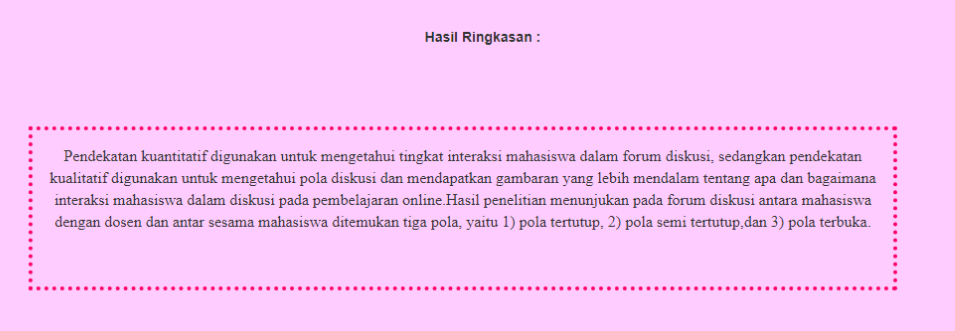 Hasil Ringkasan :
Pendekatan kuantitatif digunakan untuk mengetahui tingkat interaksi mahasiswa dalam forum diskusi, sedangkan pendekatan
kualitatif digunakan untuk mengetahui pola diskusi dan mendapatkan gambaran yang lebih mendalam tentang apa dan bagaimana
interaksi mahasiswa dalam diskusi pada pembelajaran online.Hasil penelitian menunjukan pada forum diskusi antara mahasiswa
dengan dosen dan antar sesama mahasiswa ditemukan tiga pola, yaitu 1) pola tertutup, 2) pola semi tertutup,dan 3) pola terbuka.